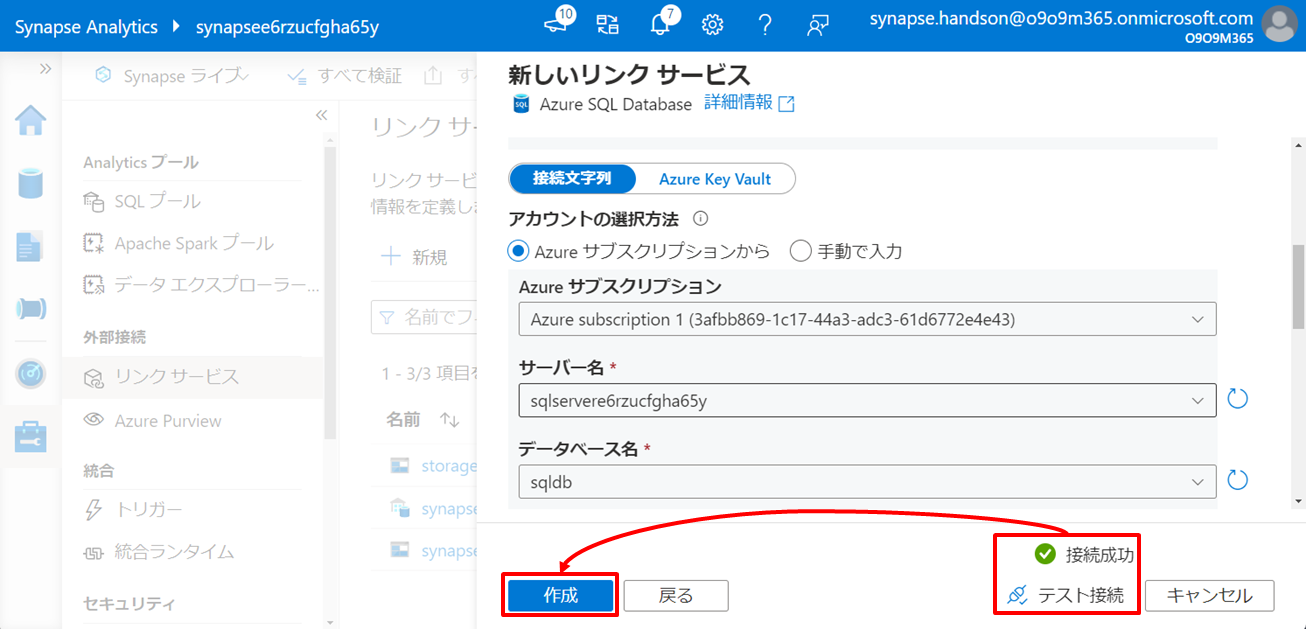 Synapse Analytics synapsee6rzucfgha65y
10
7
synapse.handson@o9o9m365.onmicrosoft.com
O9O9M365
Synapse ライブ
すべて検証
Analytics プール
SQL プール
Apache Spark プール
データ エクスプローラー...
外部接続
リンク サービス
Azure Purview
統合
トリガー
統合ランタイム
セキュリティ
リンク サー
リンク サービ
情報を定義し
新規
名前でフ
1 - 3/3 項目を
名前
storage
synapse
synapse
新しいリンク サービス
Azure SQL Database 詳細情報
接続文字列
Azure Key Vault
アカウントの選択方法
Azure サブスクリプションから
手動で入力
Azure サブスクリプション
Azure subscription 1 (3afbb869-1c17-44a3-adc3-61d6772e4e43)
サーバー名 *
sqlservere6rzucfgha65y
データベース名 *
sqldb
接続成功
作成
戻る
テスト接続
キャンセル